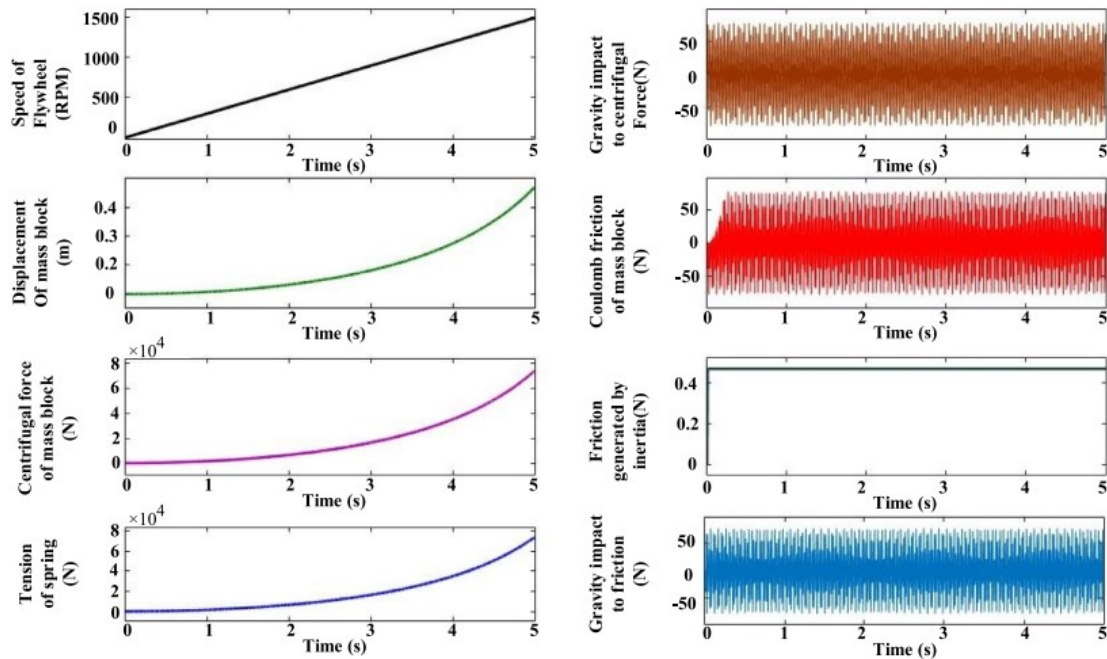 Speed of
Flywheel
(RPM)
1500
1000
500
0
0 1 2 3 4 5
Time (s)
Displacement
Of mass block
(m)
0.4
0.3
0.2
0
0 1 2 3 4 5
Time (s)
Centrifugal force
of mass block
(N)
×10⁴
8
6
4
2
0
0 1 2 3 4 5
Time (s)
Tension
of spring
(N)
×10⁴
8
6
4
2
0
0 1 2 3 4 5
Time (s)
Gravity impact
to centrifugal
Force(N)
50
0
-50
0 1 2 3 4 5
Time (s)
Coulomb friction
of mass block
(N)
50
0
-50
0 1 2 3 4 5
Time (s)
Friction
generated by
inertia(N)
0.4
0.2
0
0 1 2 3 4 5
Time (s)
Gravity impact
to friction
(N)
50
0
-50
0 1 2 3 4 5
Time (s)